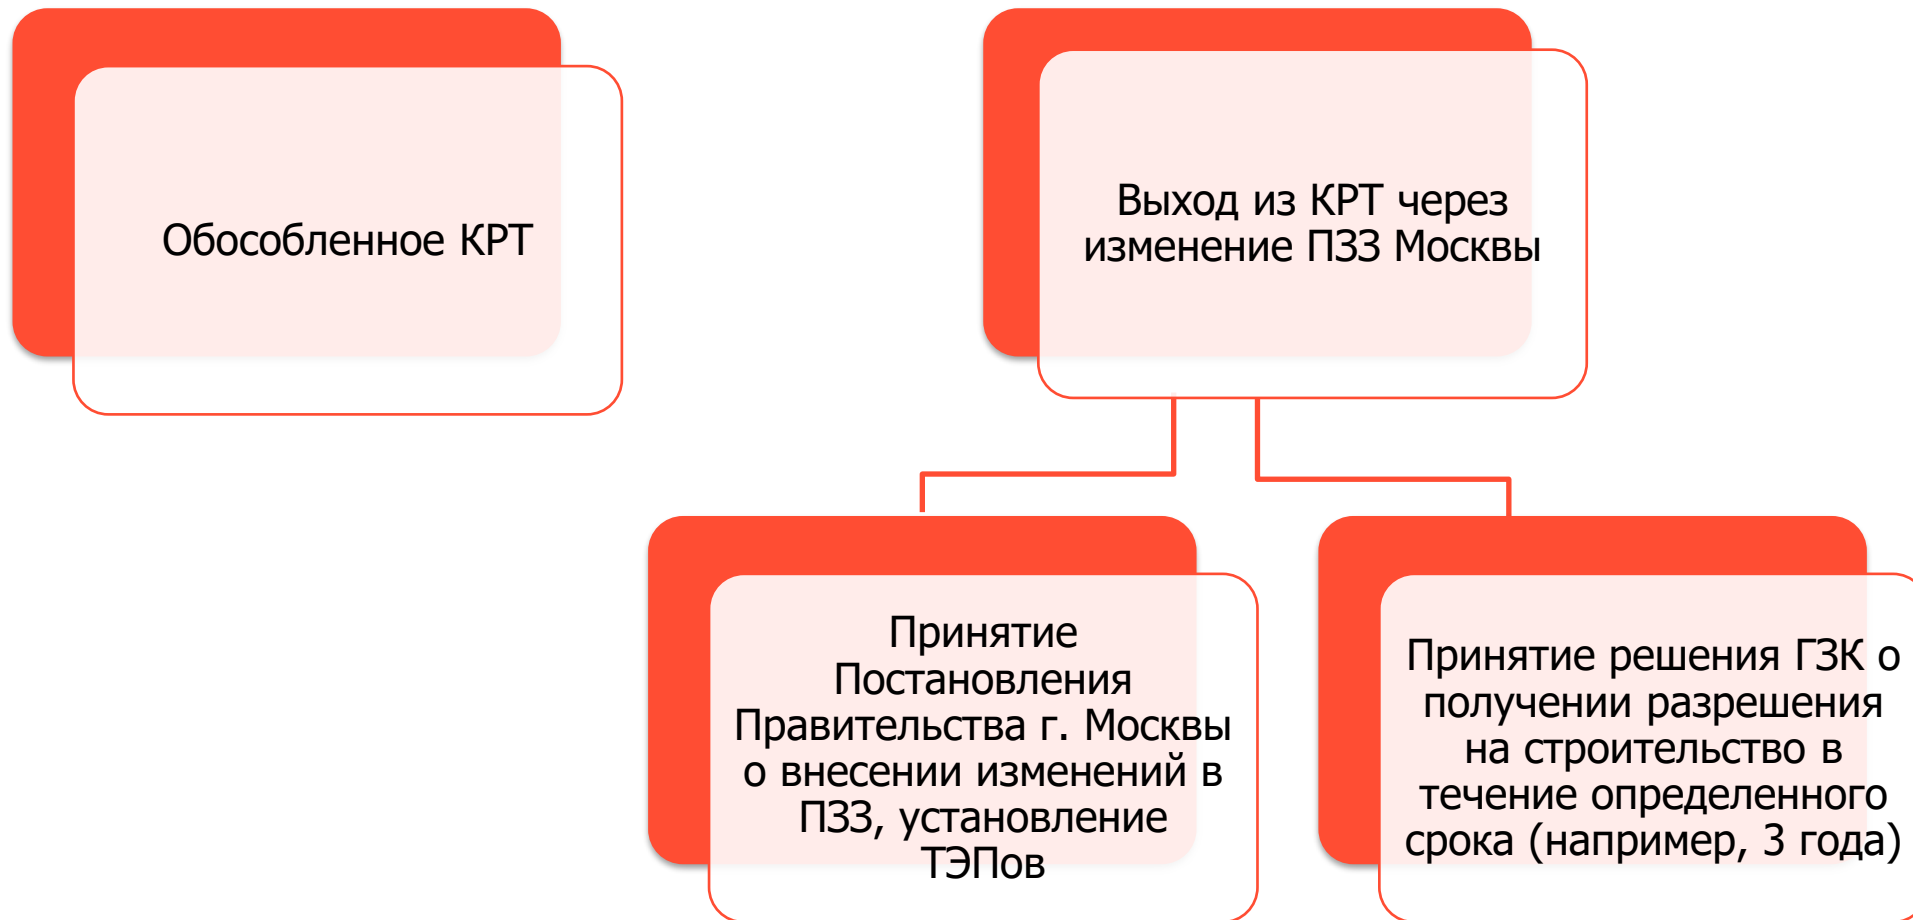 Обособленное КРТ
Выход из КРТ через
изменение ПЗЗ Москвы
Принятие
Постановления
Правительства г. Москвы
о внесении изменений в
ПЗЗ, установление
ТЭПов
Принятие решения ГЗК о
получении разрешения
на строительство в
течение определенного
срока (например, 3 года)